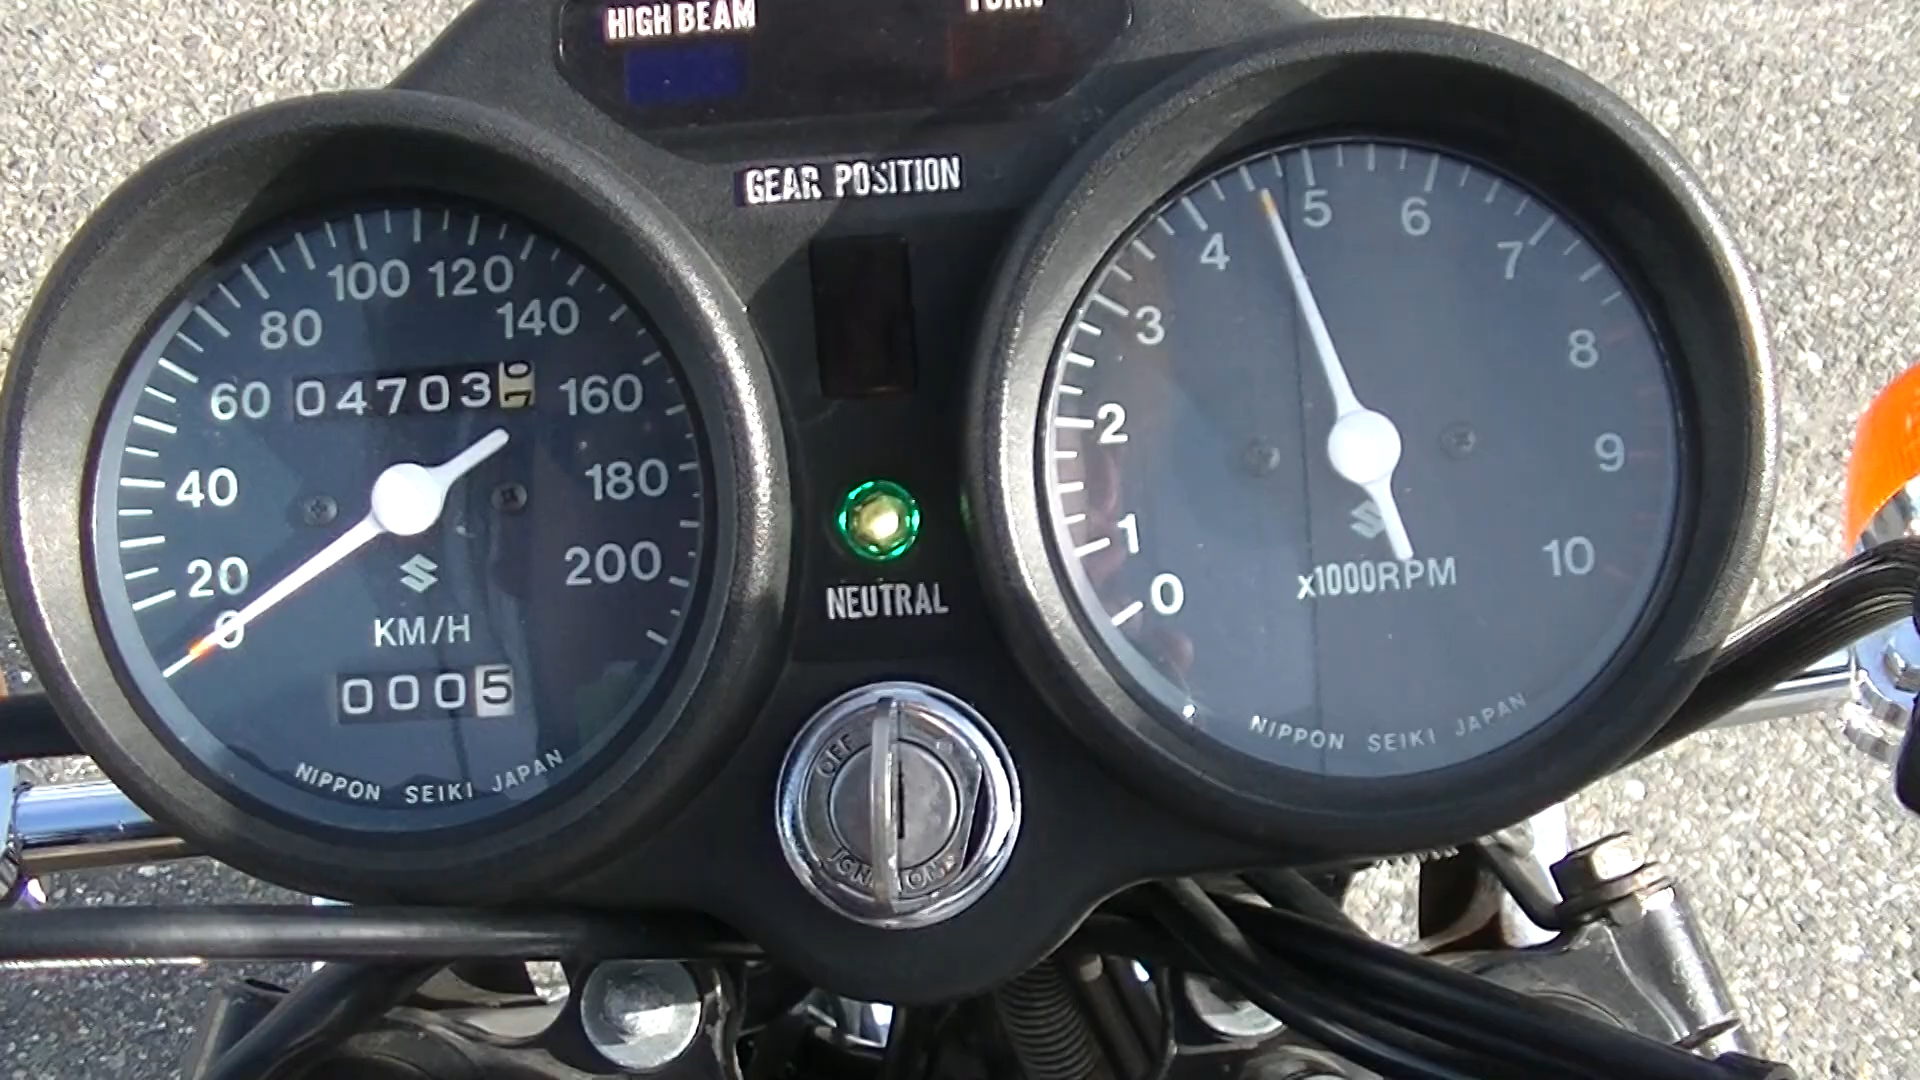 HIGH BEAM
TURN
GEAR POSITION
NEUTRAL
0
20
40
60
80
100
120
140
160
180
200
04703
KM/H
0005
NIPPON SEIKI JAPAN
OFF
IGNITION
0
1
2
3
4
5
6
7
8
9
10
x1000RPM
NIPPON SEIKI JAPAN